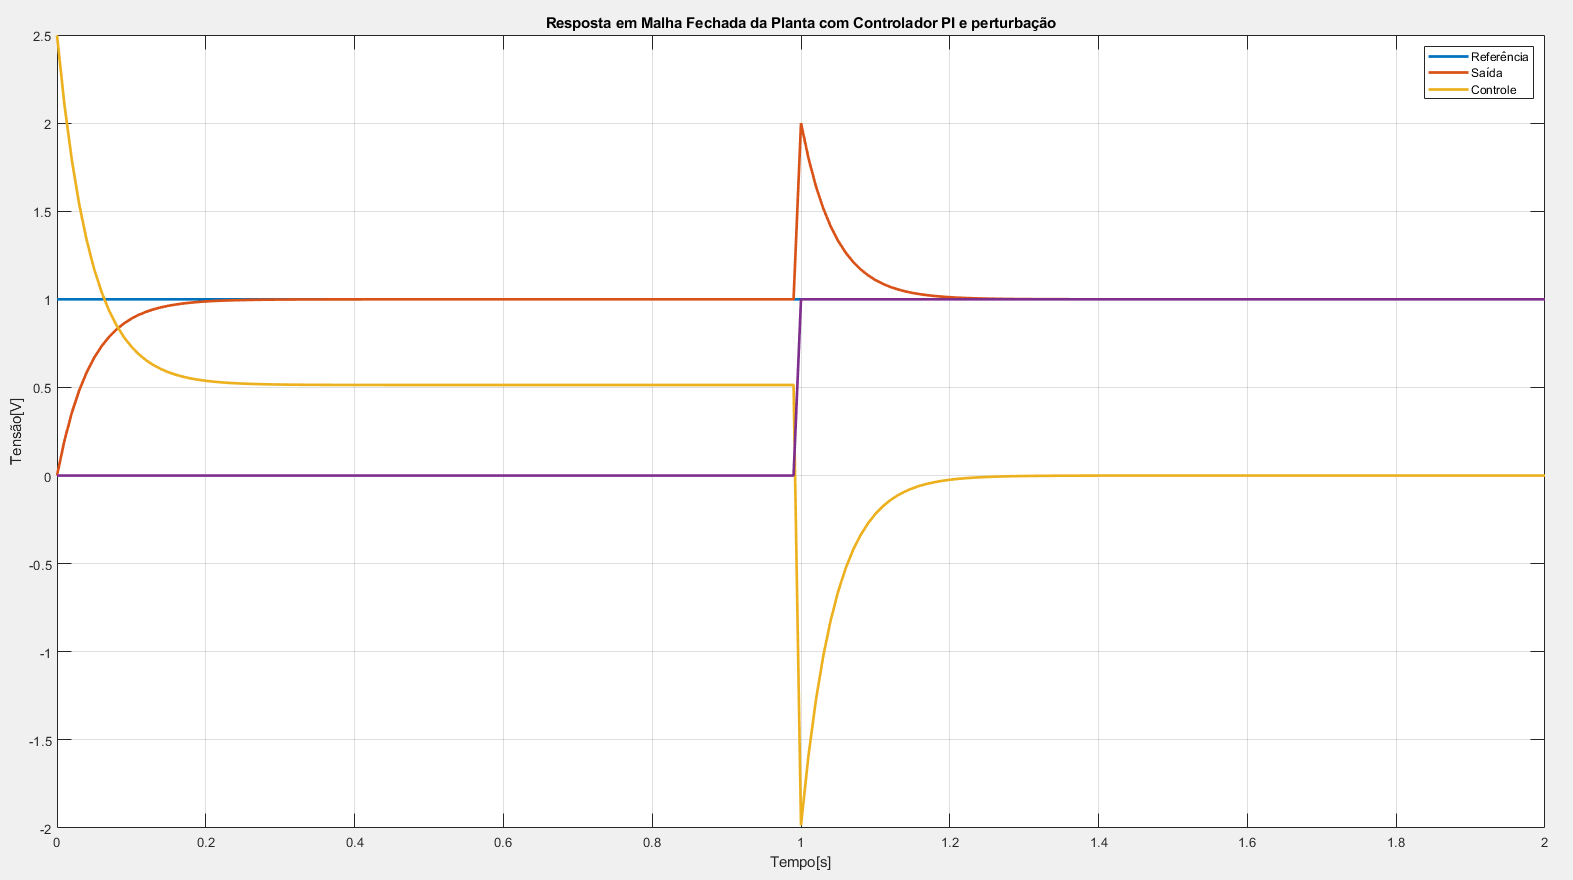 Resposta em Malha Fechada da Planta com Controlador PI e perturbação
Referência
Saída
Controle
2.5
2
1.5
1
0.5
0
-0.5
-1
-1.5
-2
Tensão[V]
0 0.2 0.4 0.6 0.8 1 1.2 1.4 1.6 1.8 2
Tempo[s]